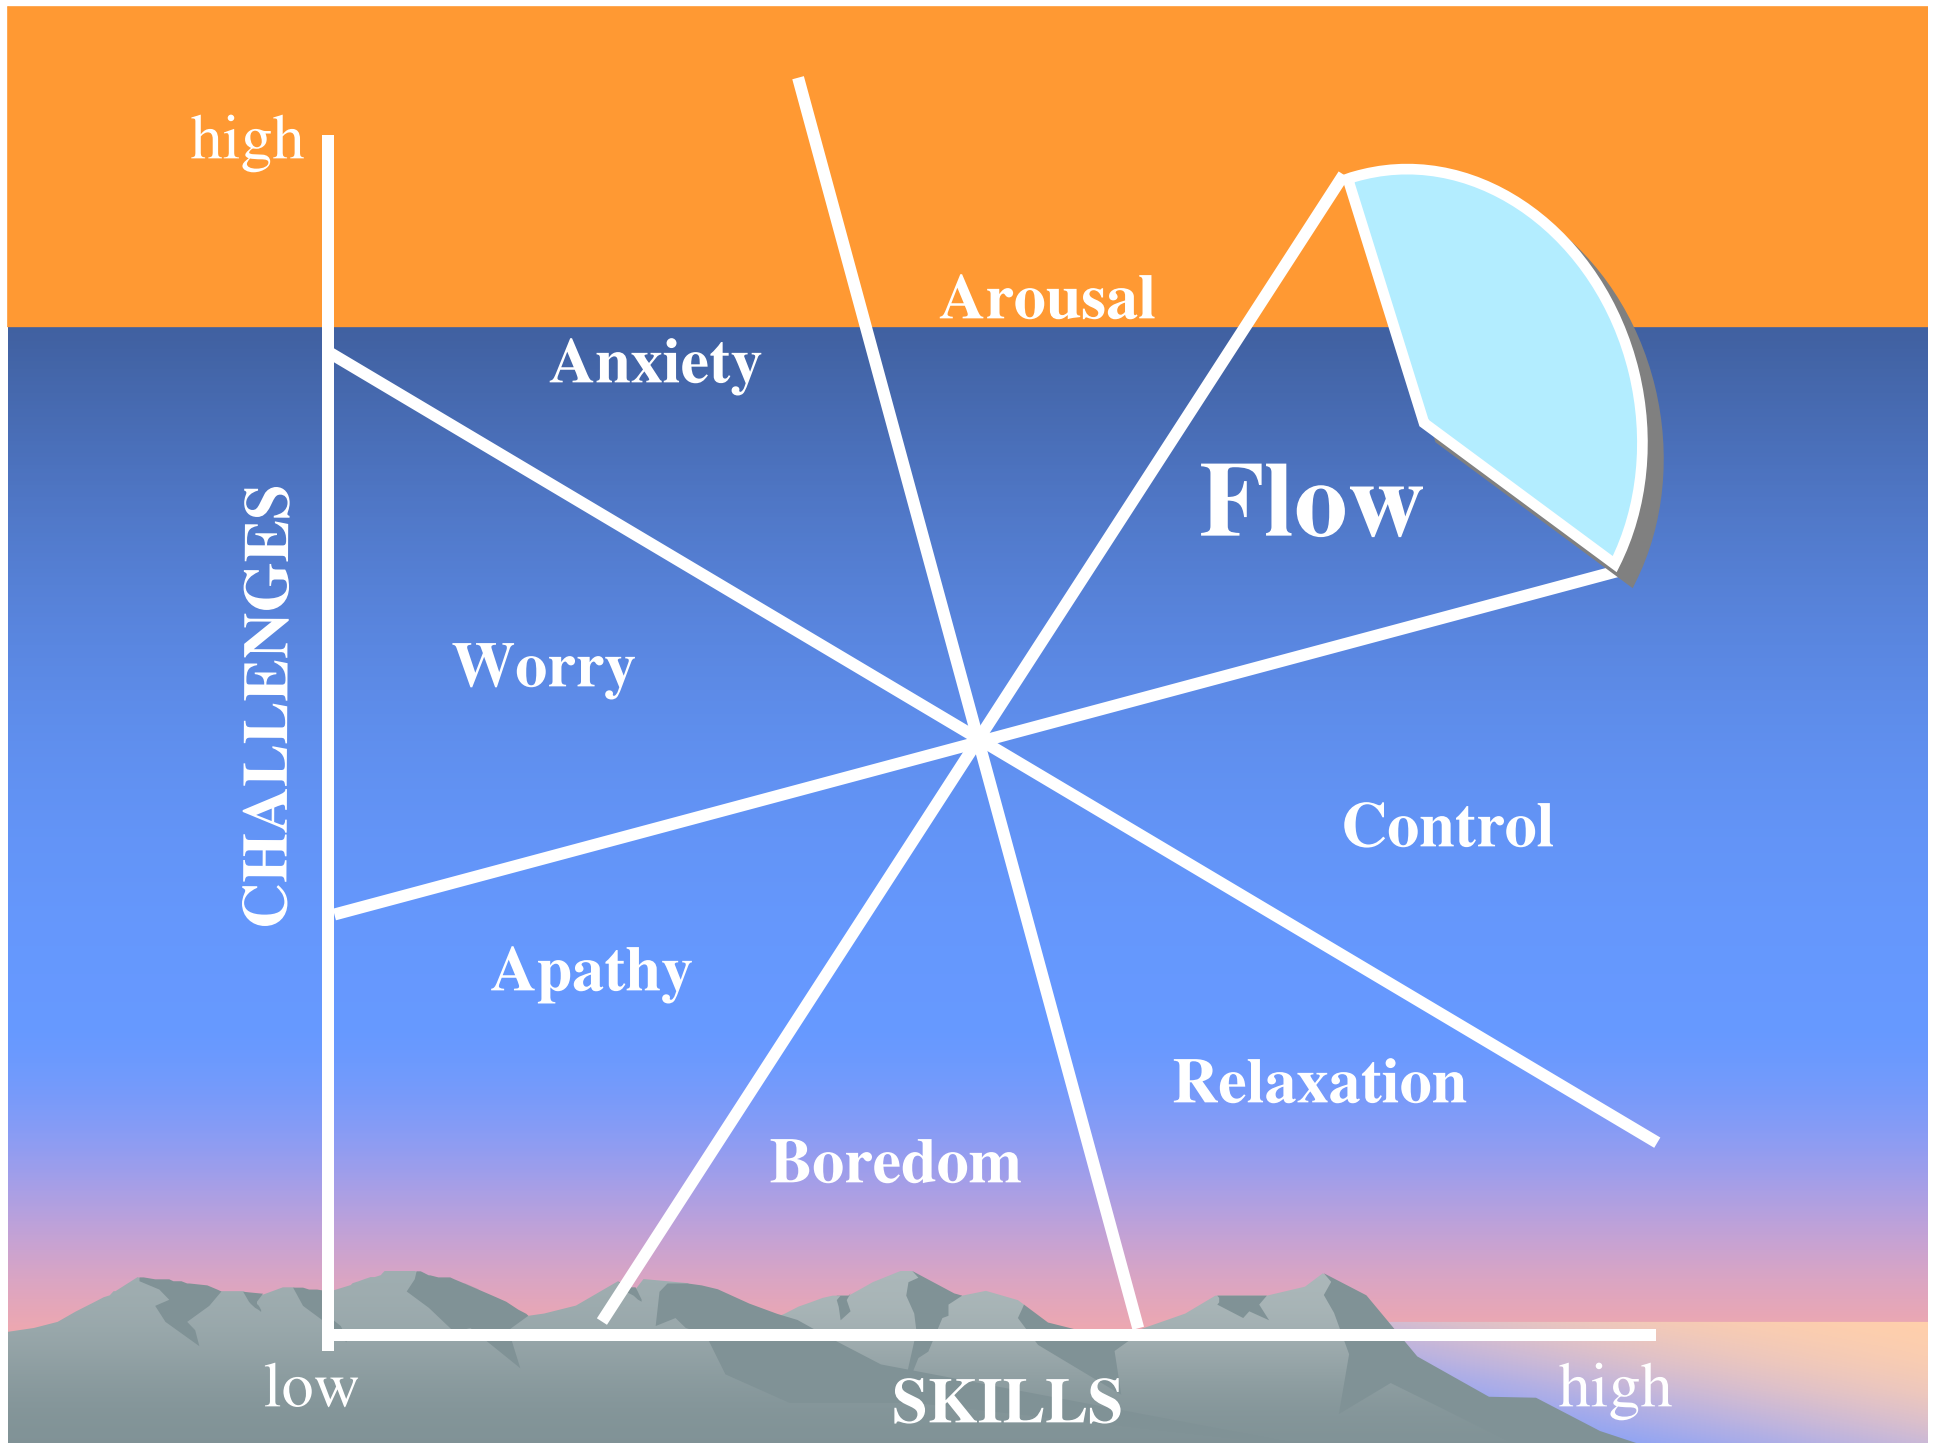 high
Arousal
Anxiety
Flow
CHALLENGES
Worry
Control
Apathy
Relaxation
Boredom
low
SKILLS
high